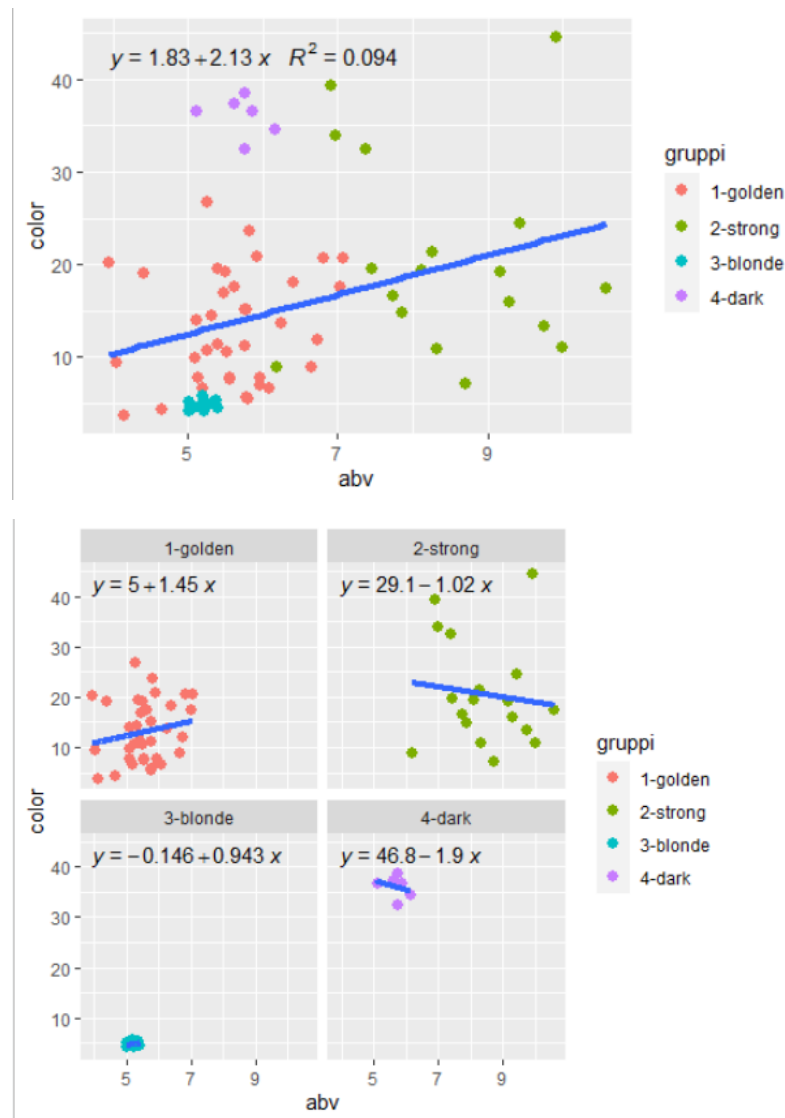 y = 1.83+2.13 x R² = 0.094
40
30
20
10
color
5
7
9
abv
gruppi
1-golden
2-strong
3-blonde
4-dark
1-golden
2-strong
y = 5+1.45 x
y = 29.1−1.02 x
40
30
20
10
3-blonde
4-dark
y = −0.146+0.943 x
y = 46.8−1.9 x
40
30
20
10
color
5
7
9
5
7
9
abv
gruppi
1-golden
2-strong
3-blonde
4-dark